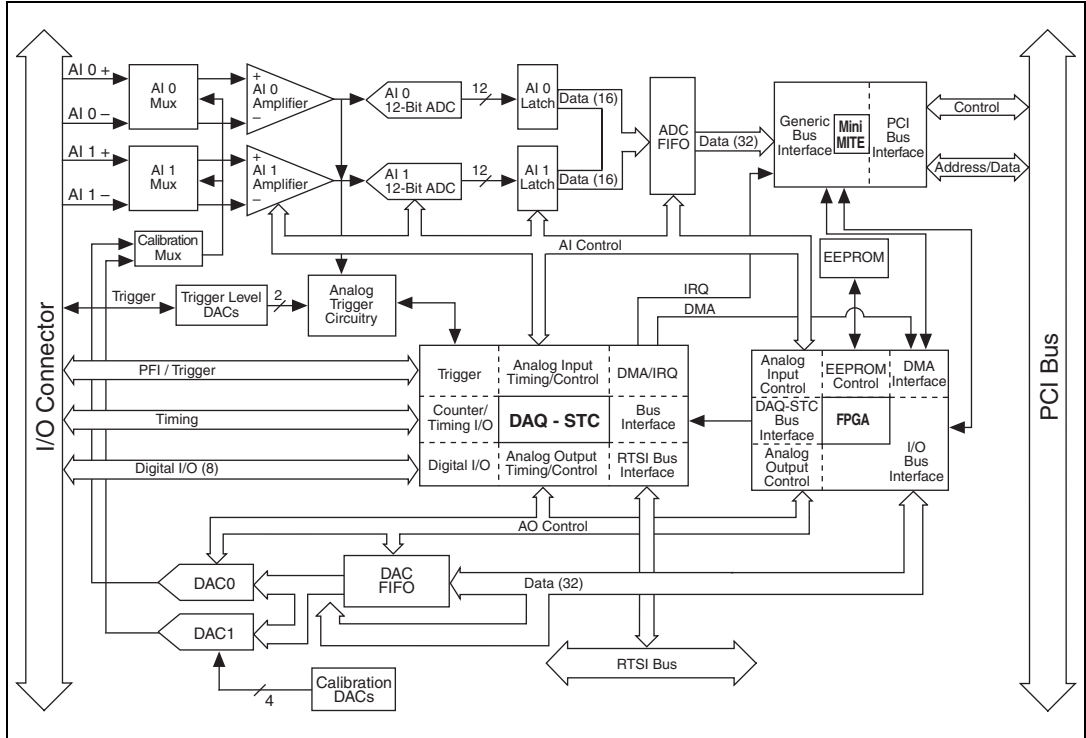 I/O Connector
PCI Bus
AI 0 +
AI 0 –
AI 1 +
AI 1 –
AI 0
Mux
AI 1
Mux
+
AI 0
Amplifier
–
+
AI 1
Amplifier
–
AI 0
12-Bit ADC
AI 1
12-Bit ADC
12
12
AI 0
Latch
AI 1
Latch
Data (16)
Data (16)
ADC
FIFO
Data (32)
Generic
Bus
Interface
Mini
MITE
PCI
Bus
Interface
Control
Address/Data
Calibration
Mux
AI Control
EEPROM
Trigger
Trigger Level
DACs
2
Analog
Trigger
Circuitry
IRQ
DMA
PFI / Trigger
Timing
Digital I/O (8)
Trigger
Analog Input
Timing/Control
DMA/IRQ
Counter/
Timing I/O
DAQ - STC
Bus
Interface
Digital I/O
Analog Output
Timing/Control
RTSI Bus
Interface
Analog
Input
Control
EEPROM
Control
DMA
Interface
DAQ-STC
Bus
Interface
FPGA
Analog
Output
Control
I/O
Bus
Interface
AO Control
DAC0
DAC
FIFO
Data (32)
DAC1
RTSI Bus
Calibration
DACs
4